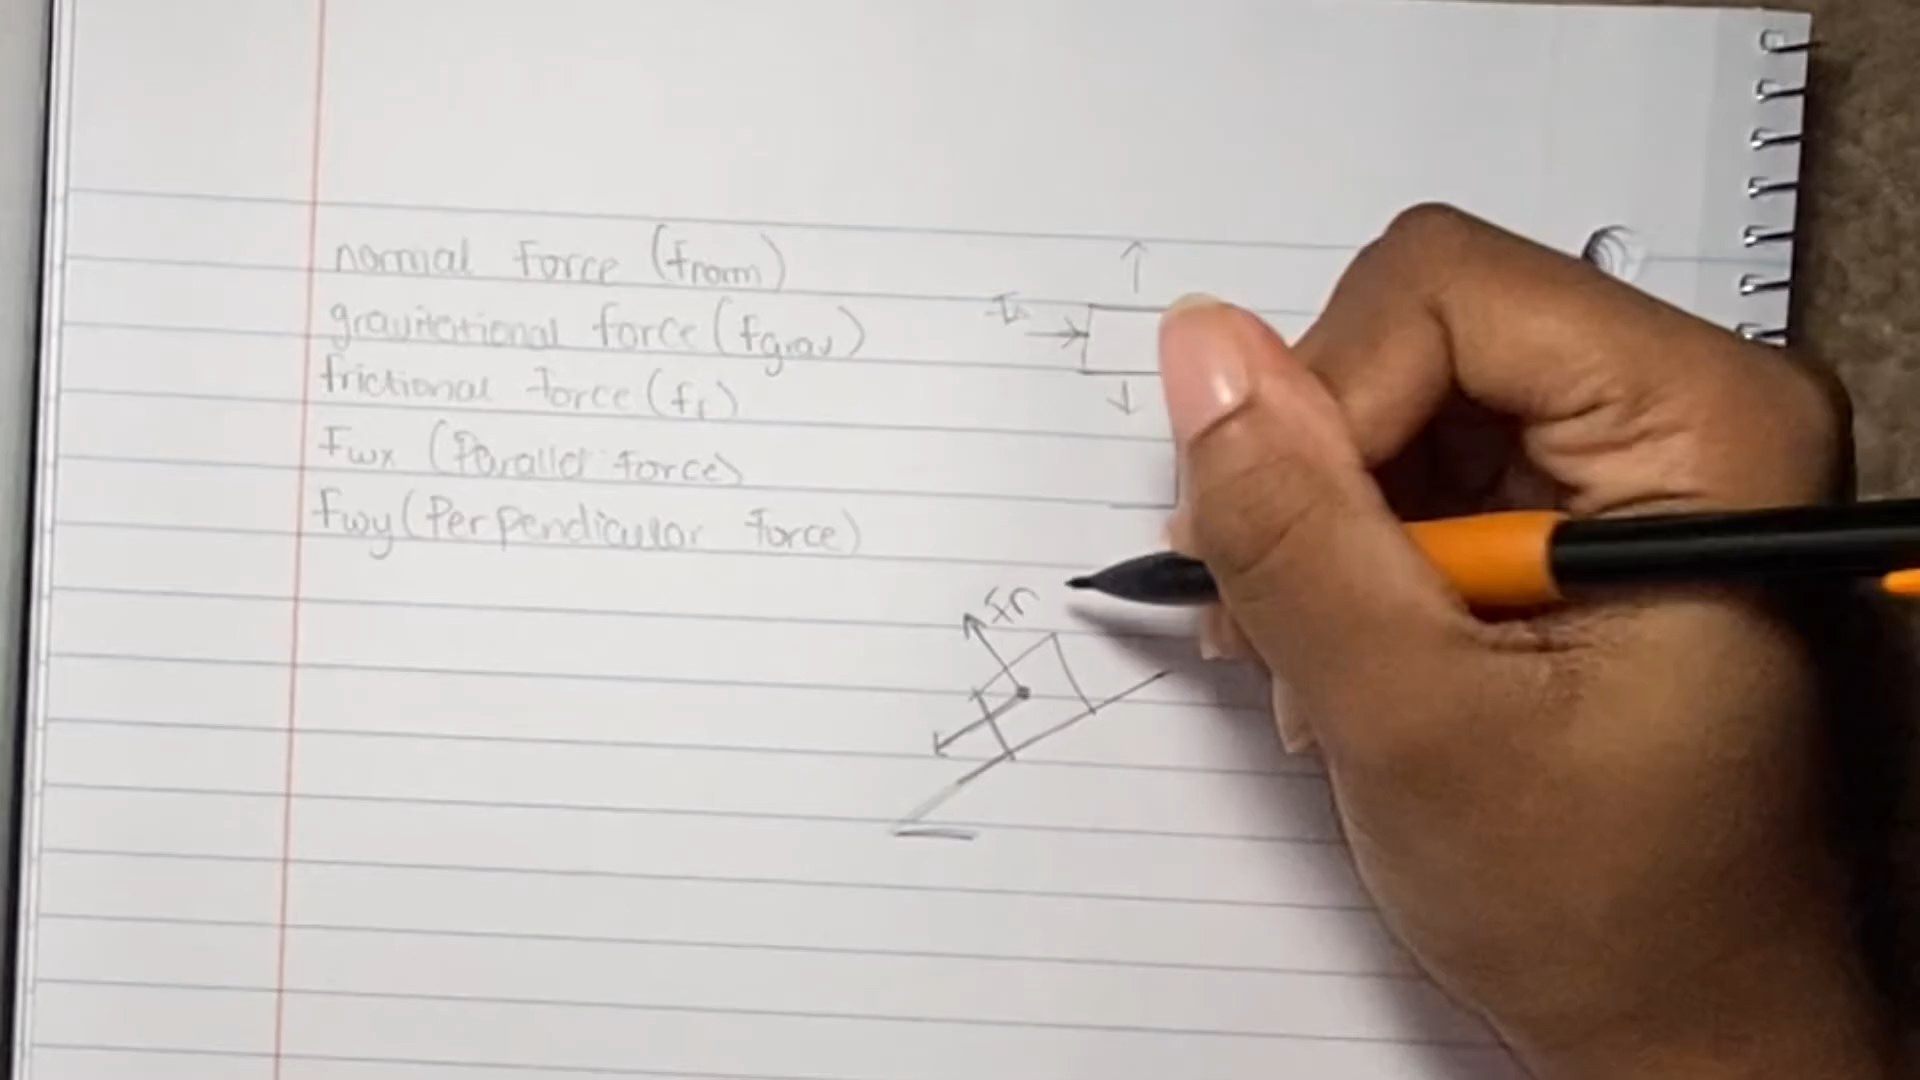 normal force (fnorm)
gravitational force (fgrav)
frictional force (ff)
Fwx (Parallel force)
Fwy (Perpendicular force)
fn